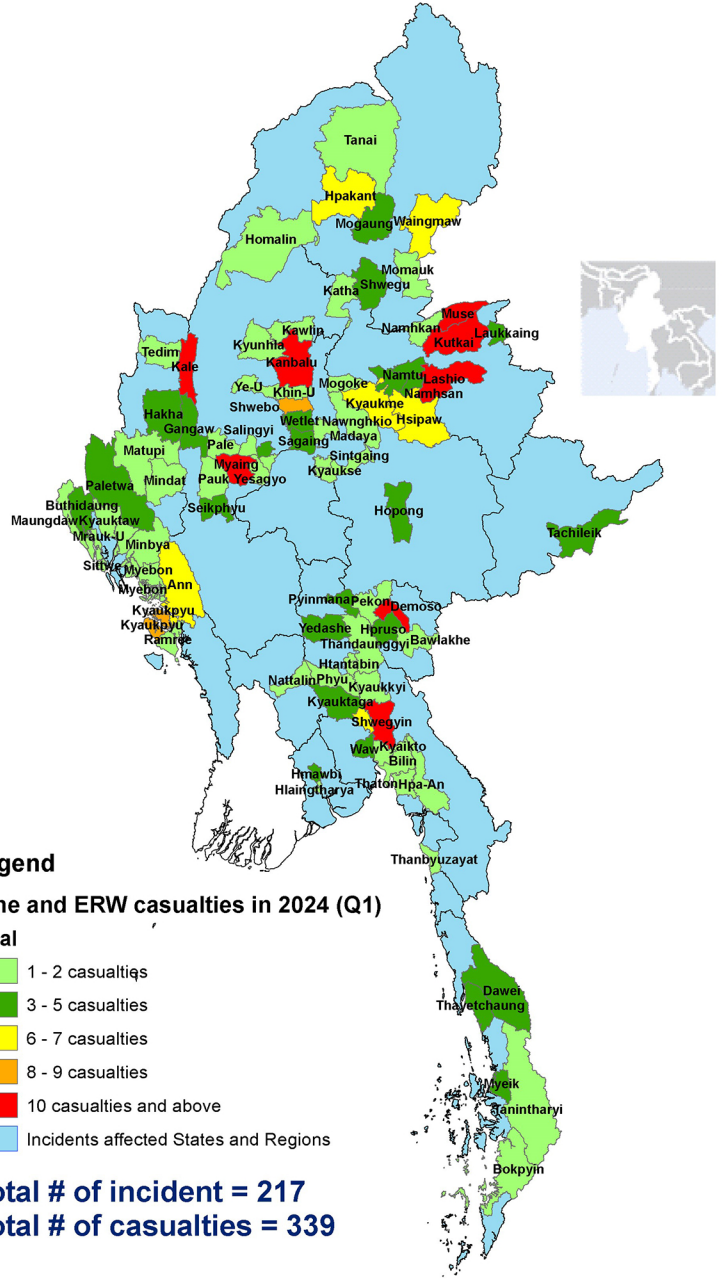 Tanai
Hpakant
Mogaung
Waingmaw
Homalin
Momauk
Katha
Shwegu
Muse
Namhkan
Laukkaing
Kutkai
Kawlin
Kyunhla
Tedim
Kale
Kanbalu
Namtu
Lashio
Ye-U
Khin-U
Mogoke
Namhsan
Shwebo
Kyaukme
Hakha
Wetlet
Nawnghkio
Hsipaw
Gangaw
Salingyi
Sagaing
Madaya
Pale
Matupi
Sintgaing
Myaing
Kyaukse
Paletwa
Mindat
Pauk
Yesagyo
Buthidaung
Seikphyu
Hopong
Maungdaw
Kyauktaw
Tachileik
Mrauk-U
Minbya
Sittwe
Myebon
Ann
Myebon
Pyinmana
Pekon
Demoso
Kyaukpyu
Kyaukpyu
Yedashe
Hpruso
Ramree
Thandaunggyi
Bawlakhe
Htantabin
Nattalin
Phyu
Kyaukkyi
Kyauktaga
Shwegyin
Waw
Kyaikto
Bilin
Hmawbi
Hlaingtharya
Thaton
Hpa-An
Thanbyuzayat
gend
ne and ERW casualties in 2024 (Q1)
al
1 - 2 casualties
3 - 5 casualties
6 - 7 casualties
8 - 9 casualties
10 casualties and above
Incidents affected States and Regions
Dawei
Thayetchaung
Myeik
Tanintharyi
Bokpyin
otal # of incident = 217
otal # of casualties = 339